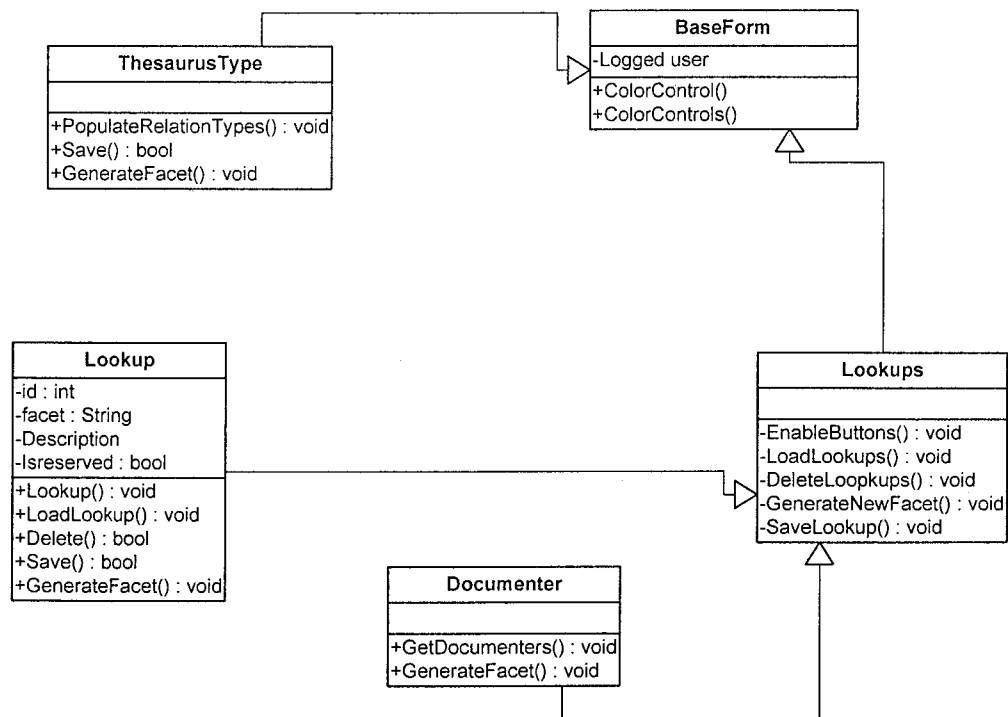 ThesaurusType
+PopulateRelationTypes() : void
+Save() : bool
+GenerateFacet() : void
BaseForm
-Logged user
+ColorControl()
+ColorControls()
Lookup
-id : int
-facet : String
-Description
-Isreserved : bool
+Lookup() : void
+LoadLookup() : void
+Delete() : bool
+Save() : bool
+GenerateFacet() : void
Lookups
-EnableButtons() : void
-LoadLookups() : void
-DeleteLoopkups() : void
-GenerateNewFacet() : void
-SaveLookup() : void
Documenter
+GetDocumenters() : void
+GenerateFacet() : void